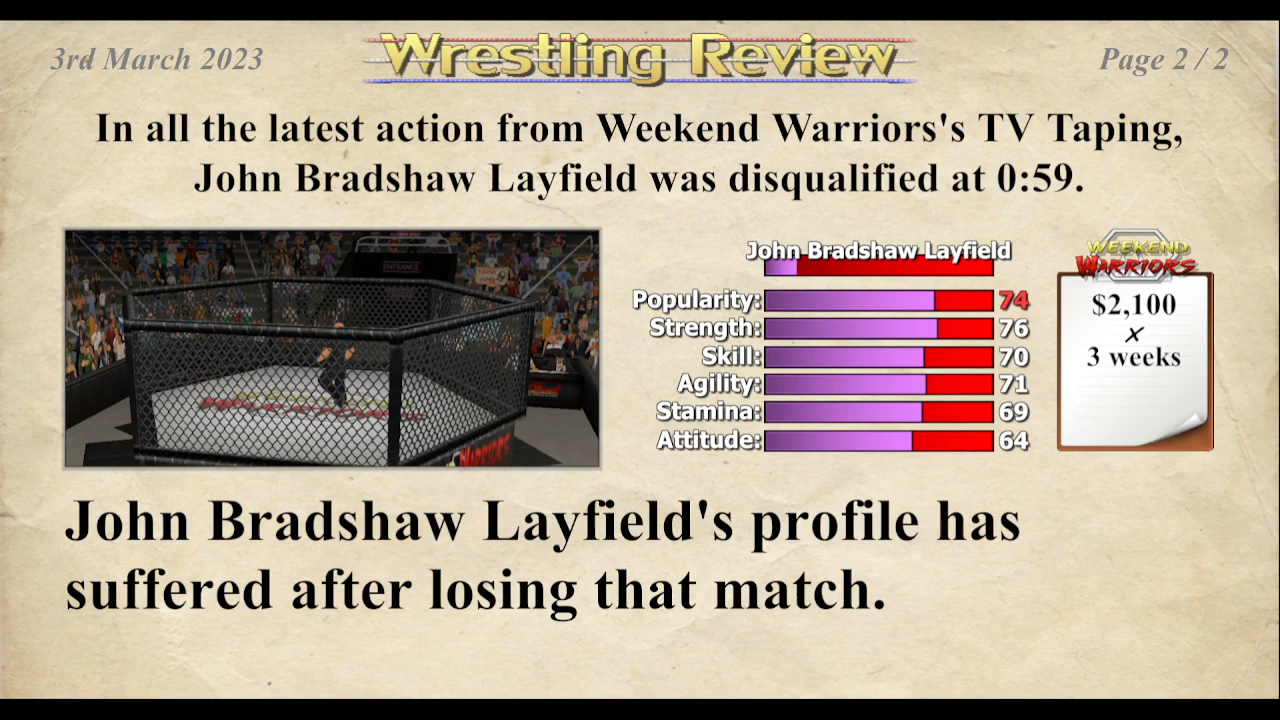 3rd March 2023
Wrestling Review
Page 2 / 2
In all the latest action from Weekend Warriors's TV Taping,
John Bradshaw Layfield was disqualified at 0:59.
ENTRANCE
WARRIORS
John Bradshaw Layfield
Popularity: 74
Strength: 76
Skill: 70
Agility: 71
Stamina: 69
Attitude: 64
WEEKEND
WARRIORS
$2,100
x
3 weeks
John Bradshaw Layfield's profile has
suffered after losing that match.